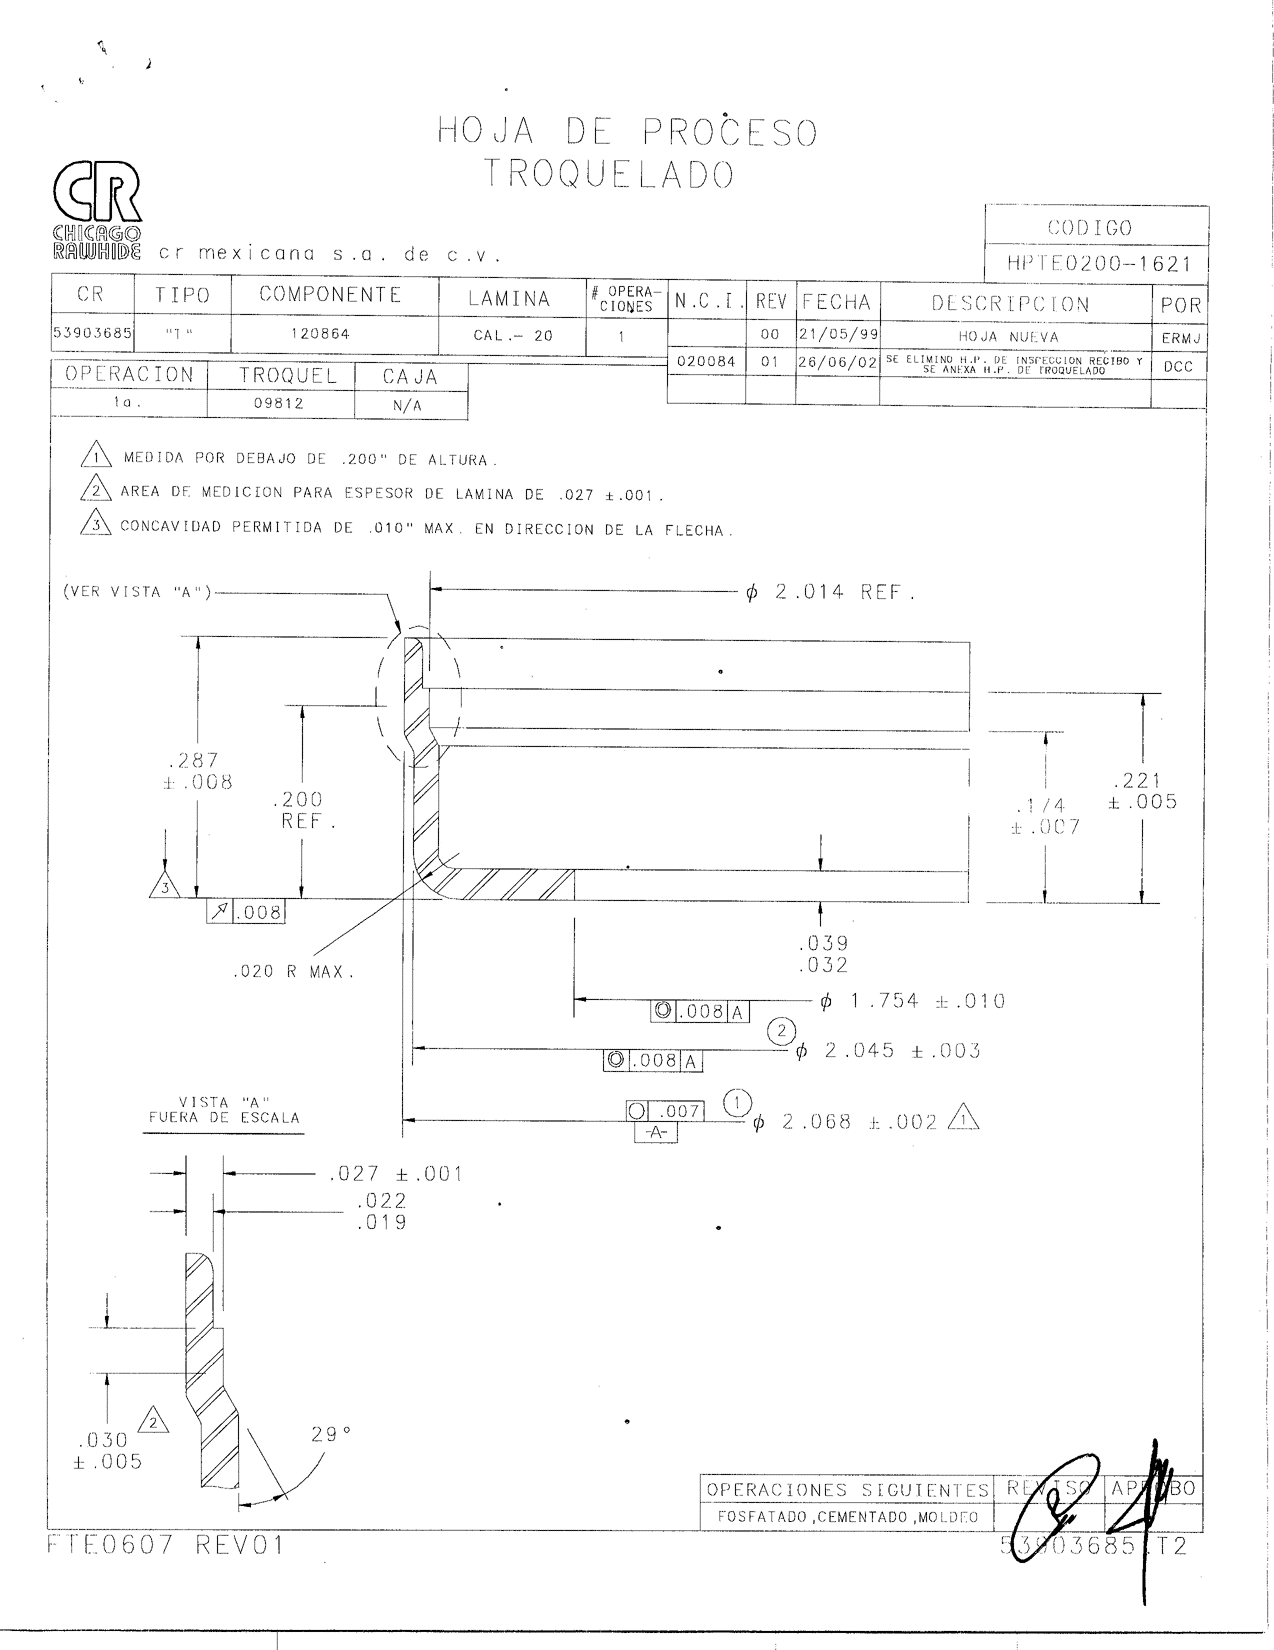 HOJA DE PROCESO
TROQUELADO
CR
CHICAGO
RAWHIDE
cr mexicana s.a. de c.v.
CODIGO
HPTE0200-1621
CR TIPO COMPONENTE LAMINA # OPERA-CIONES N.C.I. REV FECHA DESCRIPCION POR
53903685 "1" 120864 CAL.- 20 1 00 21/05/99 HOJA NUEVA ERMJ
020084 01 26/06/02 SE ELIMINO H.P. DE INSPECCION RECIBO Y
SE ANEXA H.P. DE TROQUELADO DCC
OPERACION TROQUEL CAJA
1a. 09812 N/A
1 MEDIDA POR DEBAJO DE .200" DE ALTURA.
2 AREA DE MEDICION PARA ESPESOR DE LAMINA DE .027 ±.001.
3 CONCAVIDAD PERMITIDA DE .010" MAX. EN DIRECCION DE LA FLECHA.
(VER VISTA "A")
ϕ 2.014 REF.
.287
±.008
.200
REF.
.221
±.005
.174
±.007
3
.008
.020 R MAX.
.039
.032
.008 A
ϕ 1.754 ±.010
2
.008 A
ϕ 2.045 ±.003
.007
1
-A-
ϕ 2.068 ±.002 1
VISTA "A"
FUERA DE ESCALA
.027 ±.001
.022
.019
2
.030
±.005
29°
OPERACIONES SIGUIENTES REVISO APROBO
FOSFATADO,CEMENTADO,MOLDEO
FTE0607 REV01
53903685.T2